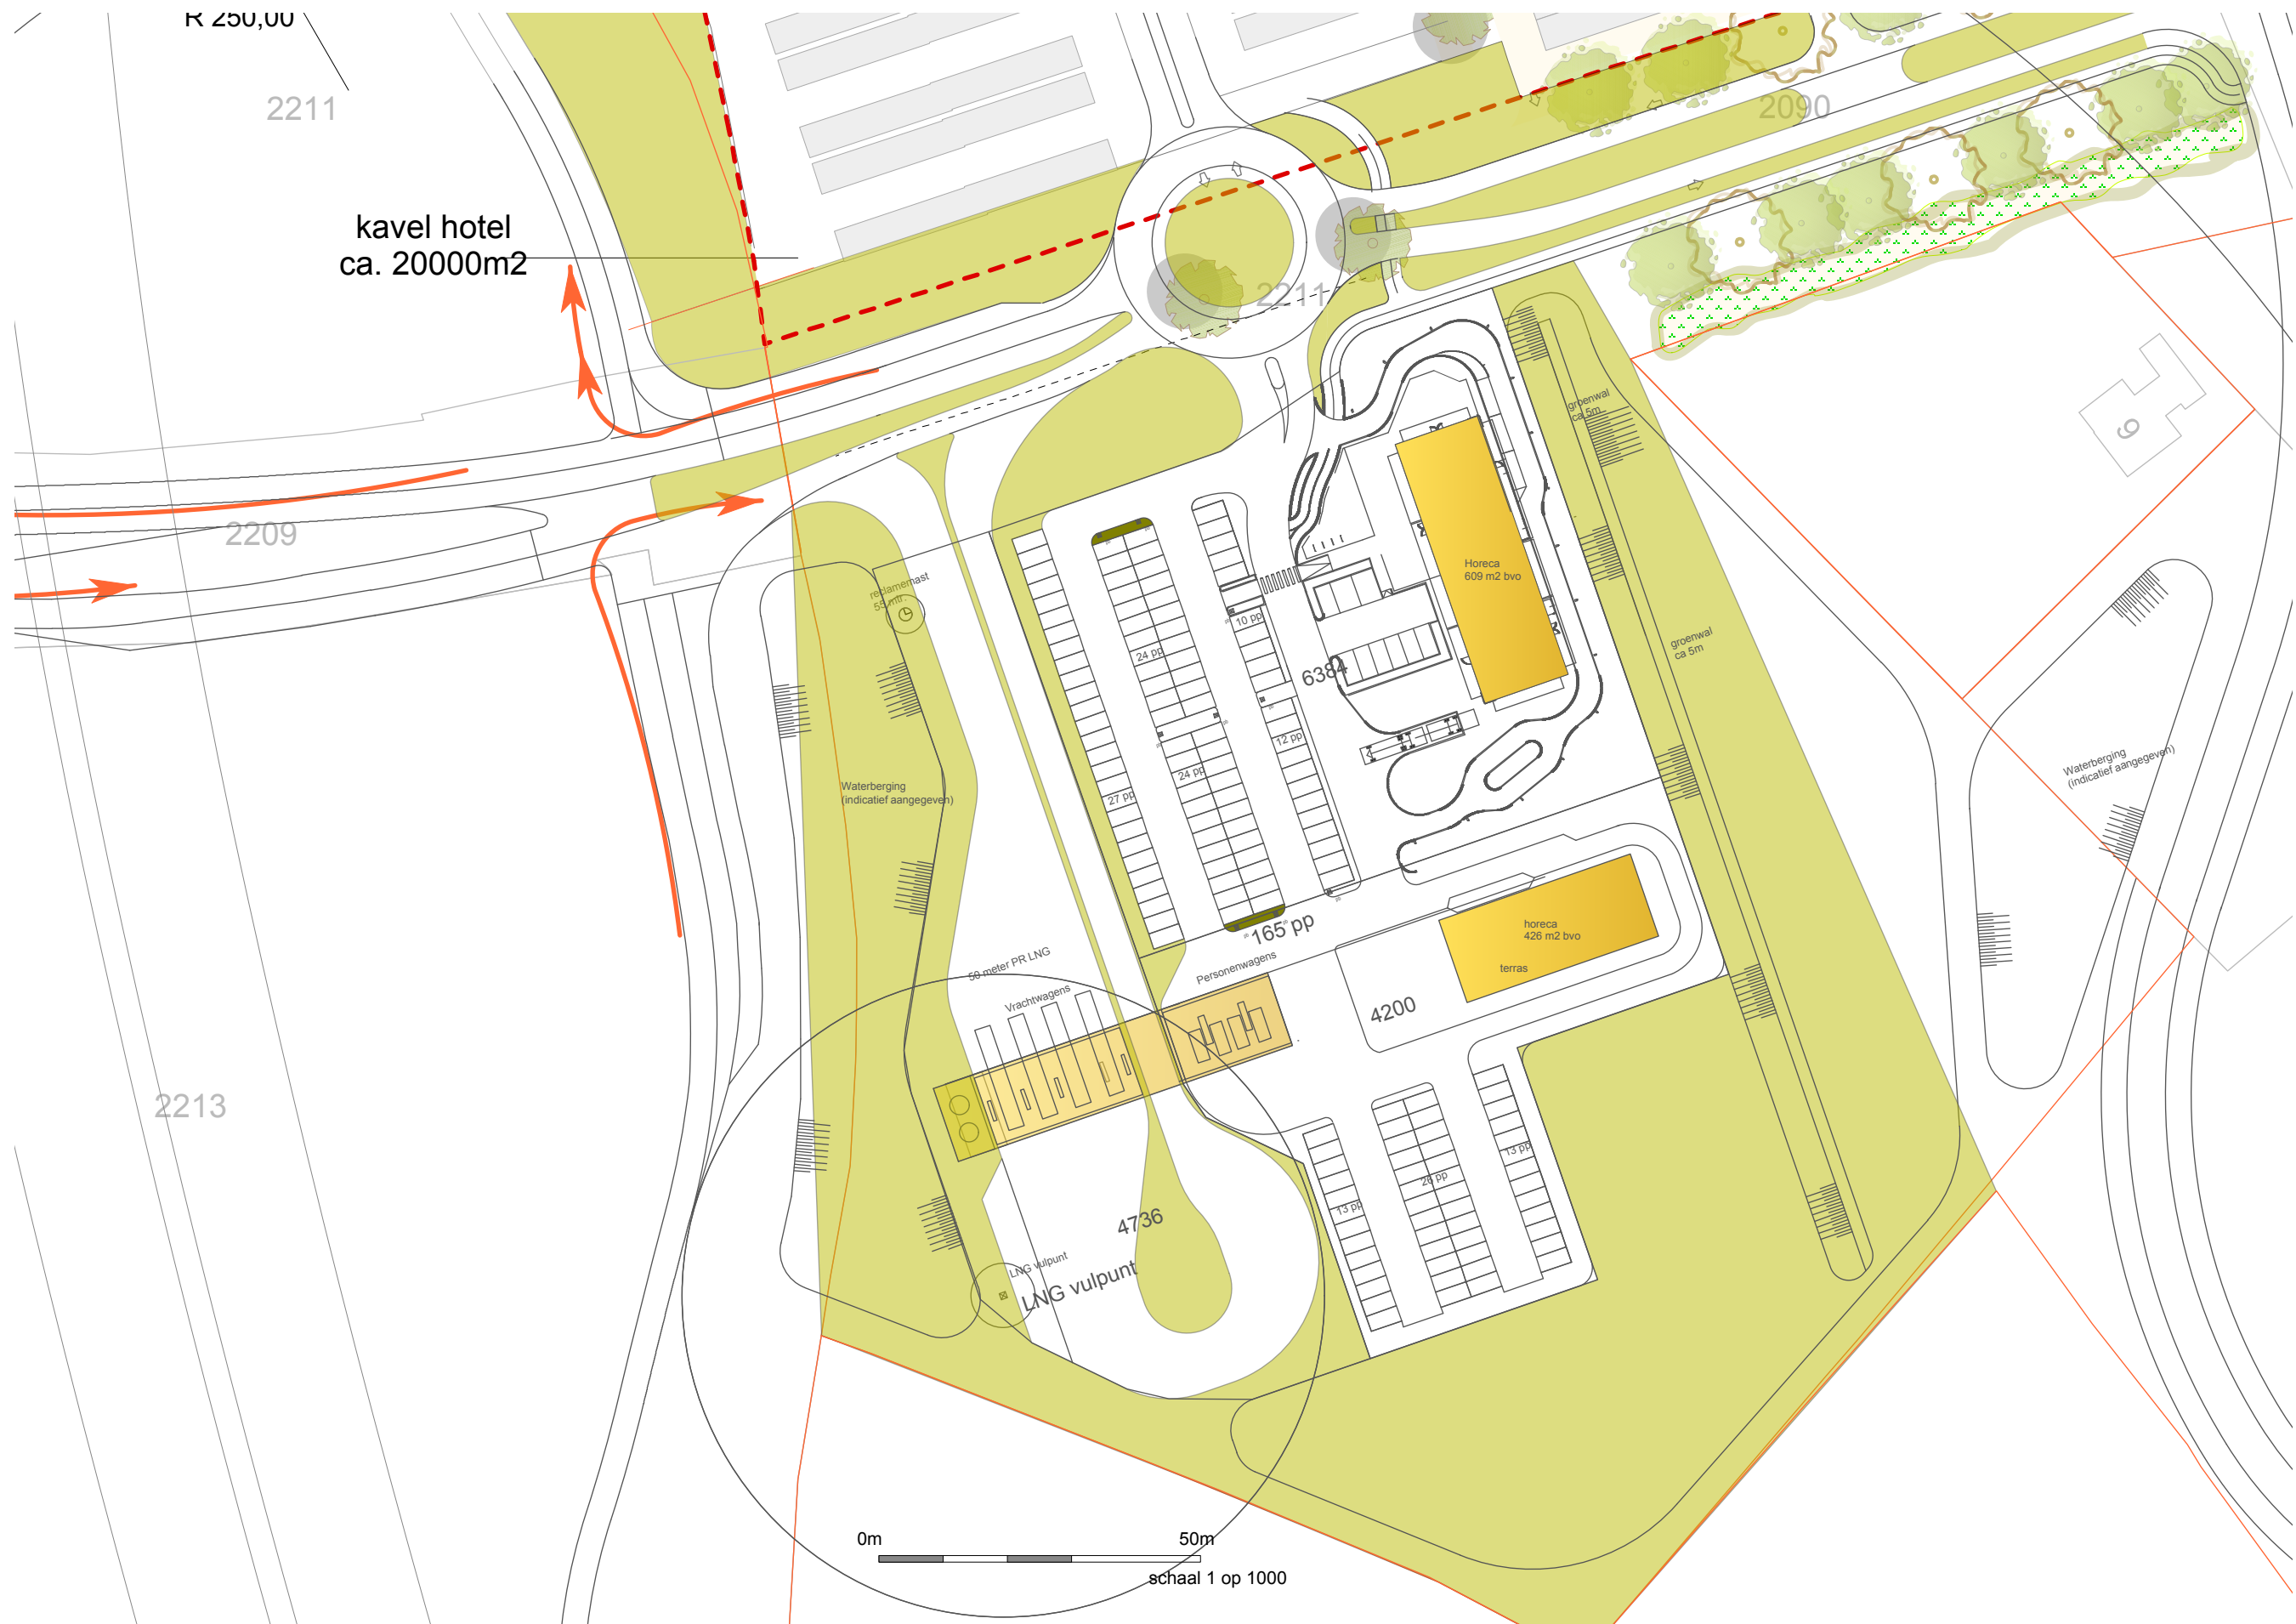 R 250,00
2211
2090
kavel hotel
ca. 20000m2
2211
groenwal
ca 5m
9
2209
reclamemast
55 mtr.
Horeca
609 m2 bvo
10 pp
24 pp
groenwal
ca 5m
6384
12 pp
24 pp
27 pp
Waterberging
(indicatief aangegeven)
Waterberging
(indicatief aangegeven)
165 pp
horeca
426 m2 bvo
terras
50 meter PR LNG
Personenwagens
Vrachtwagens
4200
2213
13 pp
26 pp
13 pp
4736
LNG vulpunt
LNG vulpunt
0m
50m
schaal 1 op 1000